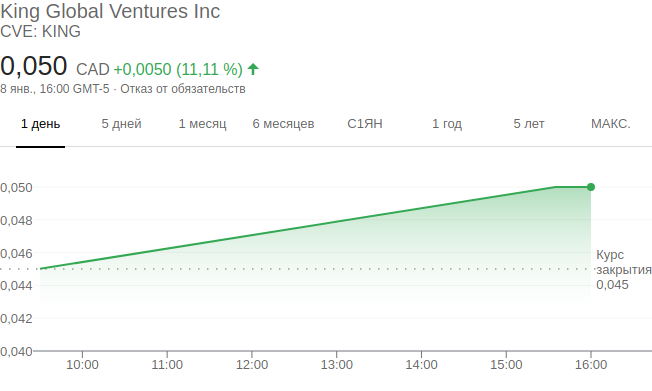 King Global Ventures Inc
CVE: KING
0,050 CAD +0,0050 (11,11 %)
8 янв., 16:00 GMT-5 · Отказ от обязательств
1 день 5 дней 1 месяц 6 месяцев С1ЯН 1 год 5 лет МАКС.
0,050
0,048
0,046
0,044
0,042
0,040
Курс
закрытия
0,045
10:00 11:00 12:00 13:00 14:00 15:00 16:00